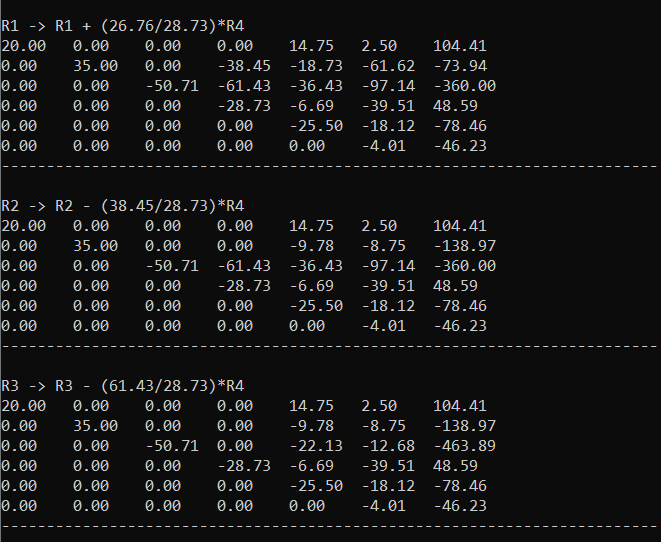 R1 -> R1 + (26.76/28.73)*R4
20.00   0.00    0.00    0.00    14.75   2.50    104.41
0.00    35.00   0.00    -38.45  -18.73  -61.62  -73.94
0.00    0.00    -50.71  -61.43  -36.43  -97.14  -360.00
0.00    0.00    0.00    -28.73  -6.69   -39.51  48.59
0.00    0.00    0.00    0.00    -25.50  -18.12  -78.46
0.00    0.00    0.00    0.00    0.00    -4.01   -46.23
-------------------------------------------------------------------------
R2 -> R2 - (38.45/28.73)*R4
20.00   0.00    0.00    0.00    14.75   2.50    104.41
0.00    35.00   0.00    0.00    -9.78   -8.75   -138.97
0.00    0.00    -50.71  -61.43  -36.43  -97.14  -360.00
0.00    0.00    0.00    -28.73  -6.69   -39.51  48.59
0.00    0.00    0.00    0.00    -25.50  -18.12  -78.46
0.00    0.00    0.00    0.00    0.00    -4.01   -46.23
-------------------------------------------------------------------------
R3 -> R3 - (61.43/28.73)*R4
20.00   0.00    0.00    0.00    14.75   2.50    104.41
0.00    35.00   0.00    0.00    -9.78   -8.75   -138.97
0.00    0.00    -50.71  0.00    -22.13  -12.68  -463.89
0.00    0.00    0.00    -28.73  -6.69   -39.51  48.59
0.00    0.00    0.00    0.00    -25.50  -18.12  -78.46
0.00    0.00    0.00    0.00    0.00    -4.01   -46.23
-------------------------------------------------------------------------